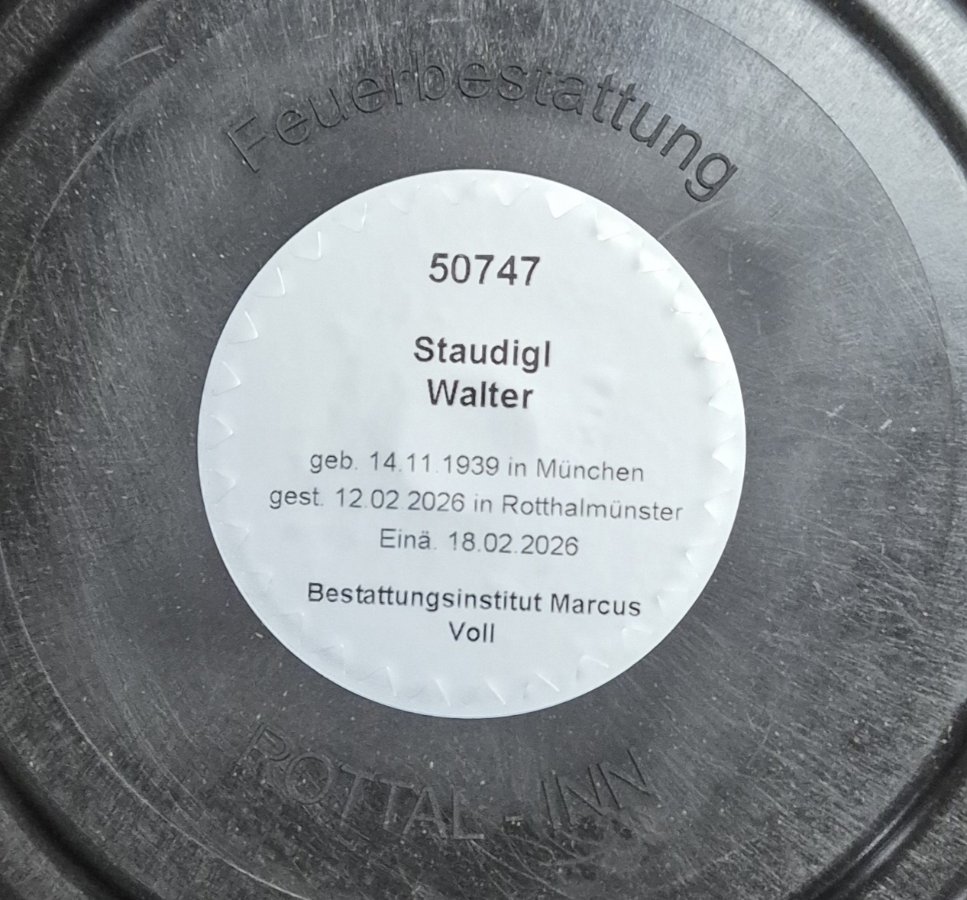 Feuerbestattung
50747
Staudigl
Walter
geb. 14.11.1939 in München
gest. 12.02.2026 in Rotthalmünster
Einä. 18.02.2026
Bestattungsinstitut Marcus
Voll
ROTTAL - INN